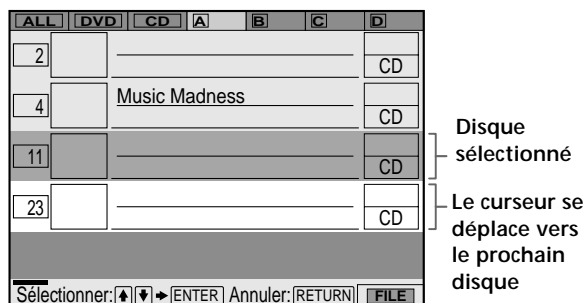 ALL DVD CD A B C D
2
CD
4 Music Madness
CD
11
CD
Disque
sélectionné
23
CD
Le curseur se
déplace vers
le prochain
disque
Sélectionner: ENTER Annuler: RETURN FILE